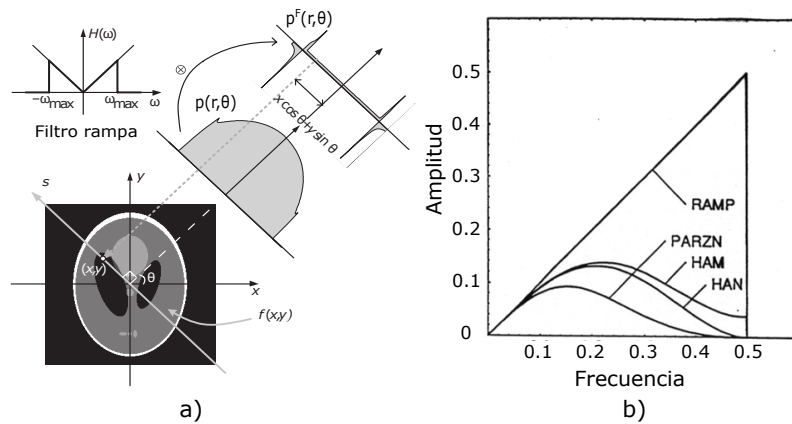 H(ω)
−ωmax ωmax ω
Filtro rampa
⊗
p(r,θ)
pF(r,θ)
x cosθ+y sin θ
s
y
(x,y)
θ
x
f(x,y)
a)
Amplitud
0.5
0.4
0.3
0.2
0.1
0
RAMP
PARZN
HAM
HAN
0.1 0.2 0.3 0.4 0.5
Frecuencia
b)